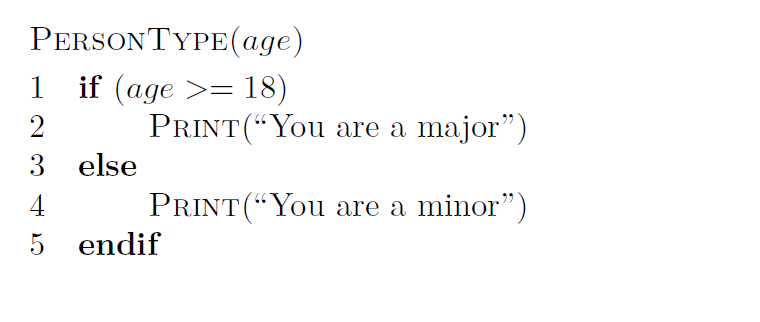 PERSONTYPE(age)
1 if (age >= 18)
2 PRINT(“You are a major”)
3 else
4 PRINT(“You are a minor”)
5 endif